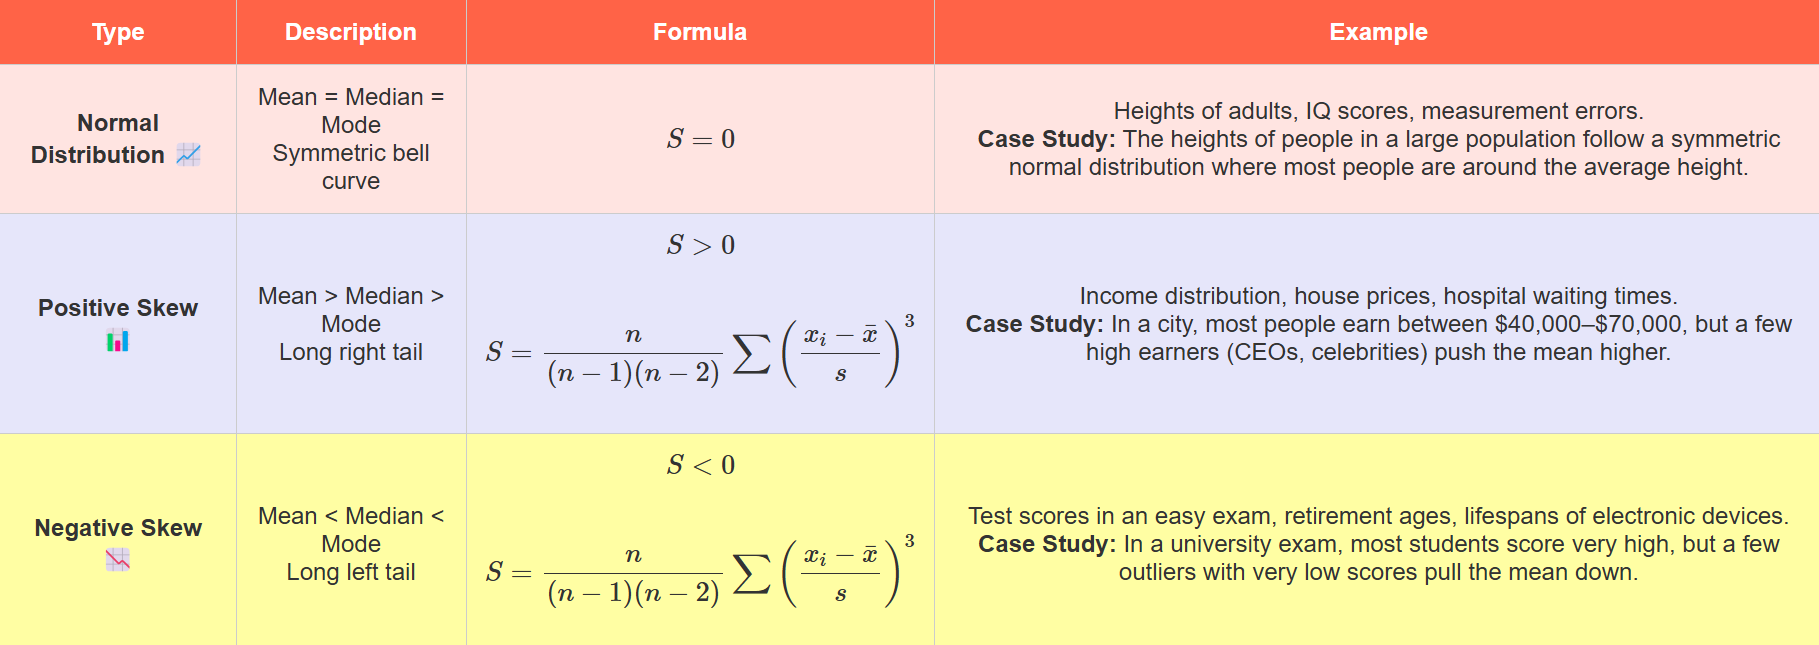 Type
Description
Formula
Example
Normal
Distribution
Mean = Median =
Mode
Symmetric bell
curve
S = 0
Heights of adults, IQ scores, measurement errors.
Case Study: The heights of people in a large population follow a symmetric
normal distribution where most people are around the average height.
Positive Skew
Mean > Median >
Mode
Long right tail
S > 0
S = \frac{n}{(n − 1)(n − 2)} \sum \left( \frac{x_i − \bar{x}}{s} \right)^3
Income distribution, house prices, hospital waiting times.
Case Study: In a city, most people earn between $40,000–$70,000, but a few
high earners (CEOs, celebrities) push the mean higher.
Negative Skew
Mean < Median <
Mode
Long left tail
S < 0
S = \frac{n}{(n − 1)(n − 2)} \sum \left( \frac{x_i − \bar{x}}{s} \right)^3
Test scores in an easy exam, retirement ages, lifespans of electronic devices.
Case Study: In a university exam, most students score very high, but a few
outliers with very low scores pull the mean down.